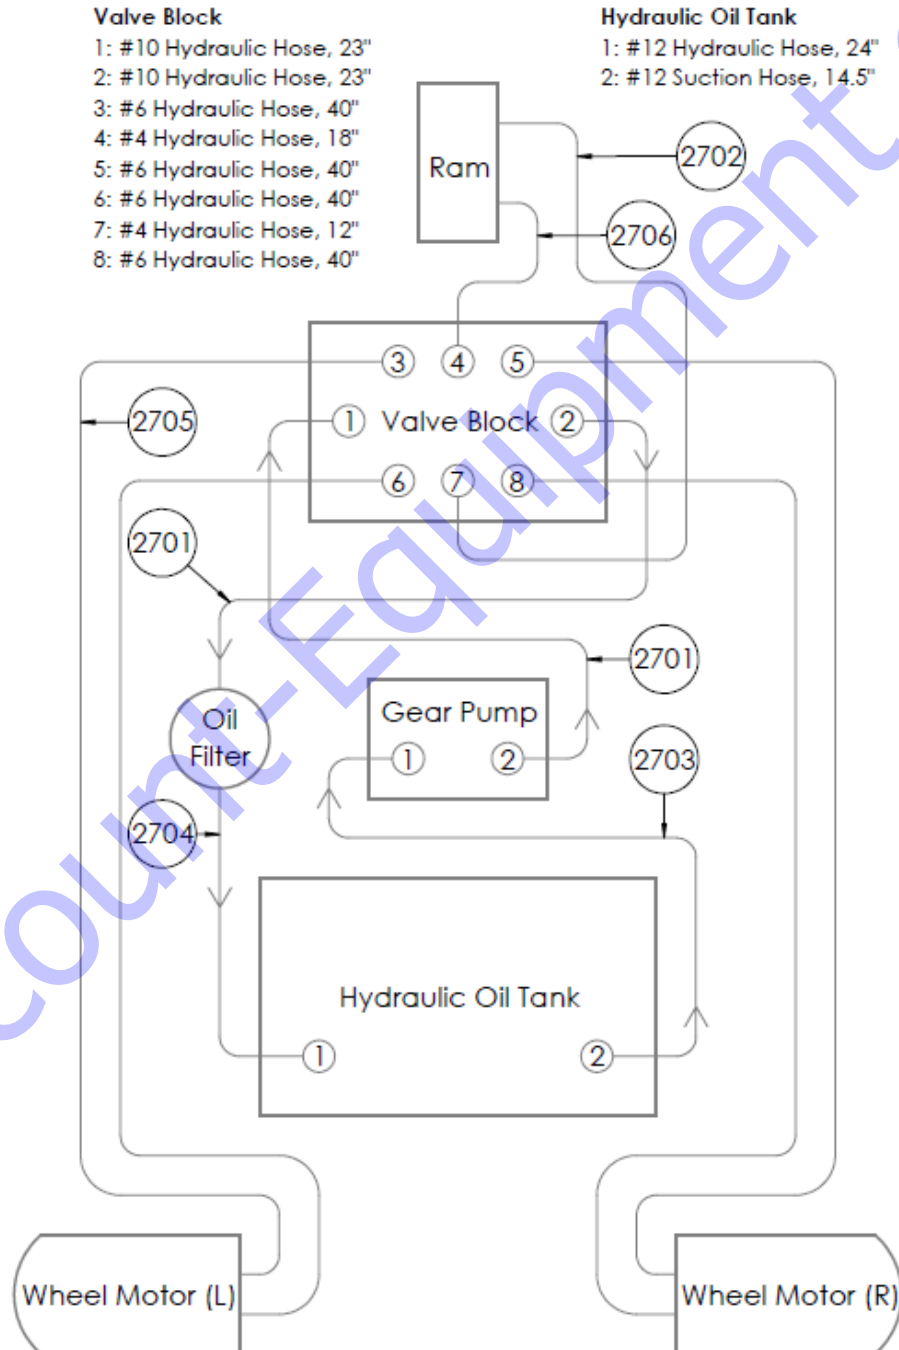 Valve Block
1: #10 Hydraulic Hose, 23"
2: #10 Hydraulic Hose, 23"
3: #6 Hydraulic Hose, 40"
4: #4 Hydraulic Hose, 18"
5: #6 Hydraulic Hose, 40"
6: #6 Hydraulic Hose, 40"
7: #4 Hydraulic Hose, 12"
8: #6 Hydraulic Hose, 40"
Hydraulic Oil Tank
1: #12 Hydraulic Hose, 24"
2: #12 Suction Hose, 14.5"
Ram
2702
2706
3 4 5
2705
1 Valve Block 2
6 7 8
2701
2701
Gear Pump
1 2
Oil
Filter
2703
2704
Hydraulic Oil Tank
1 2
Wheel Motor (L)
Wheel Motor (R)
count-Equipment